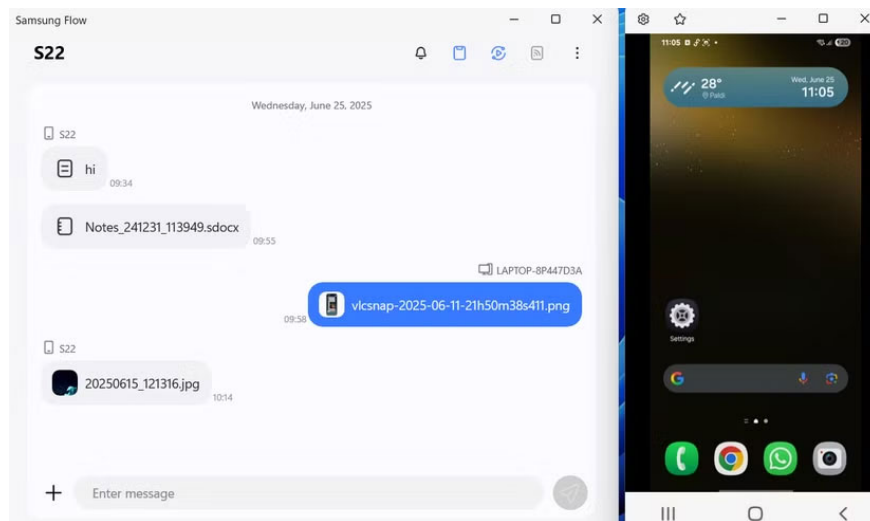 Samsung Flow
S22
Wednesday, June 25, 2025
S22
hi
09:34
Notes_241231_113949.sdocx
09:55
LAPTOP-8P447D3A
vlcsnap-2025-06-11-21h50m38s411.png
09:58
S22
20250615_121316.jpg
10:14
Enter message
11:05
28°
Paldi
Wed, June 25
11:05
Settings